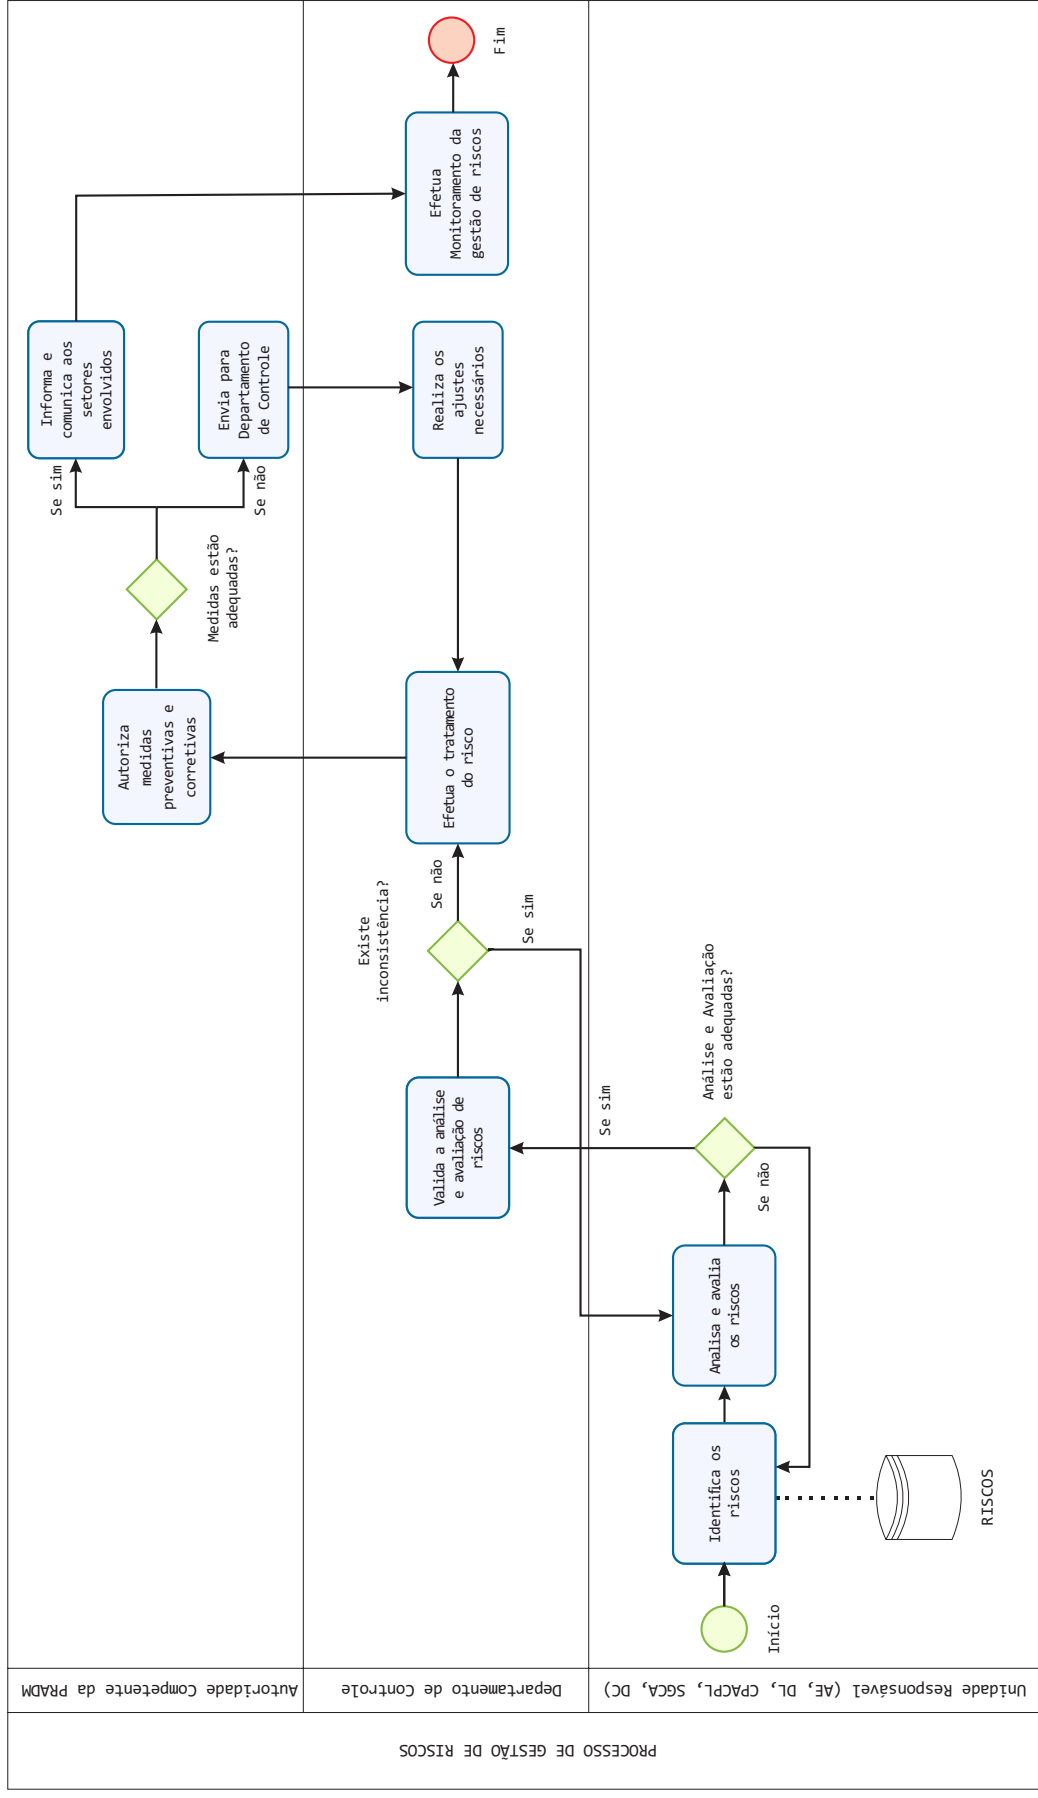 PROCESSO DE GESTÃO DE RISCOS
Autoridade Competente da PRADM
Departamento de Controle
Unidade Responsável (AE, DL, CPACPL, SGCA, DC)
Início
Identifica os
riscos
RISCOS
Analisa e avalia
os riscos
Análise e Avaliação
estão adequadas?
Se não
Se sim
Valida a análise
e avaliação de
riscos
Existe
inconsistência?
Se sim
Se não
Efetua o tratamento
do risco
Autoriza
medidas
preventivas e
corretivas
Medidas estão
adequadas?
Se sim
Se não
Informa e
comunica aos
setores
envolvidos
Envia para
Departamento
de Controle
Realiza os
ajustes
necessários
Efetua
Monitoramento da
gestão de riscos
Fim